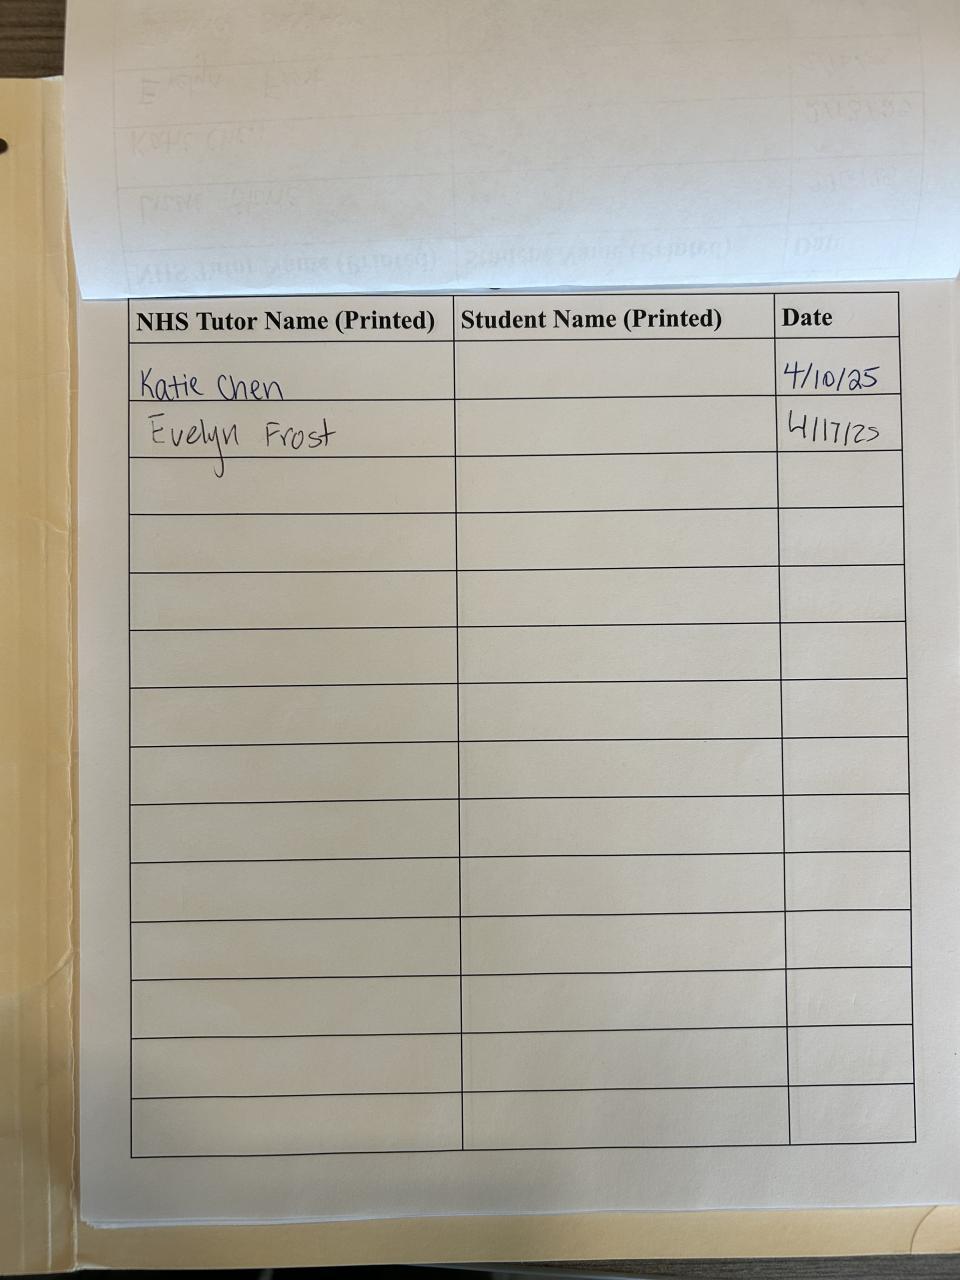 NHS Tutor Name (Printed) Student Name (Printed) Date
Katie Chen 4/10/25
Evelyn Frost 4/17/25